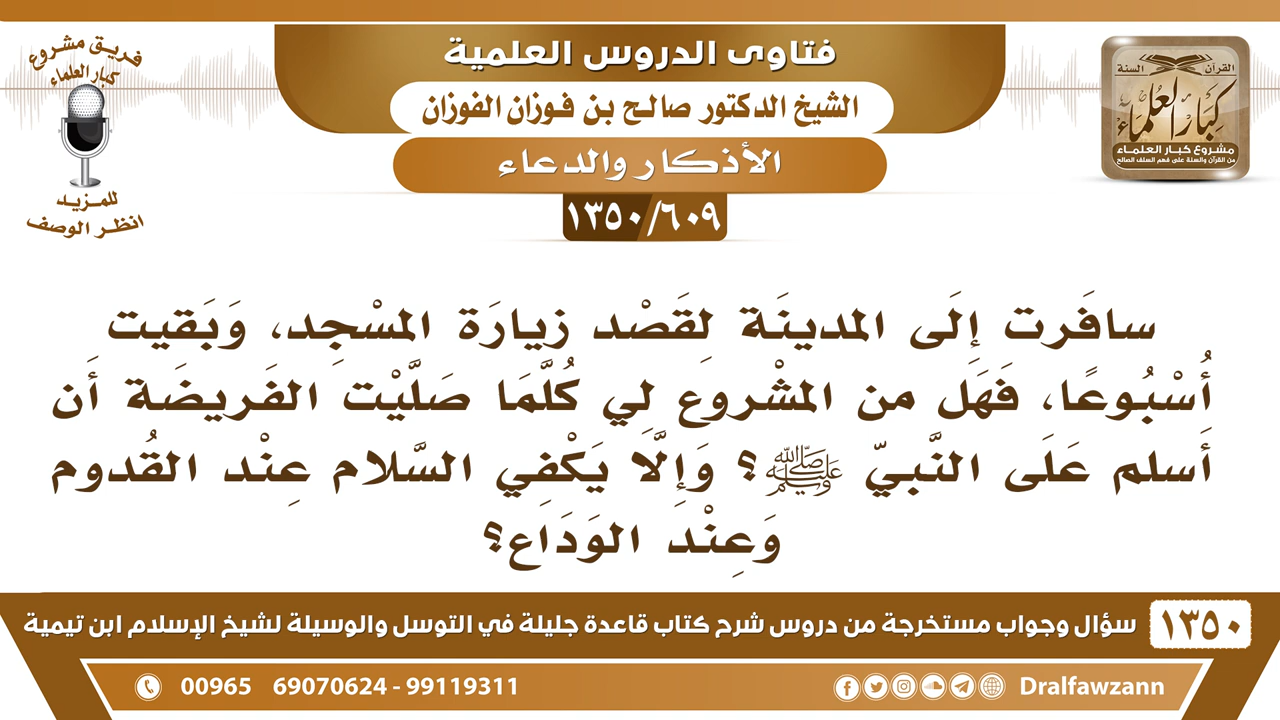 فتاوى الدروس العلمية
الشيخ الدكتور صالح بن فوزان الفوزان
الأذكار والدعاء
١٣٥٠/٦٠٩
فريق مشروع
كبار العلماء
للمزيد
انظر الوصف
القرآن السنة
كبار العلماء
مشروع كبار العلماء
من القرآن والسنة على فهم السلف الصالح
سافَرت إِلَى المدينَة لقَصْد زيارَة المسْجِد، وَبَقيت
أُسْبُوعًا، فَهَل من المشْروع لي كُلَّمَا صَلَّيْت الفَريضَة أَن
أَسلم عَلَى النَّبيّ ﷺ؟ وَإِلَّا يَكْفِي السَّلام عِنْد القُدوم
وَعِنْد الوَدَاع؟
١٣٥٠ سؤال وجواب مستخرجة من دروس شرح كتاب قاعدة جليلة في التوسل والوسيلة لشيخ الإسلام ابن تيمية
00965 69070624 - 99119311
Dralfawzann